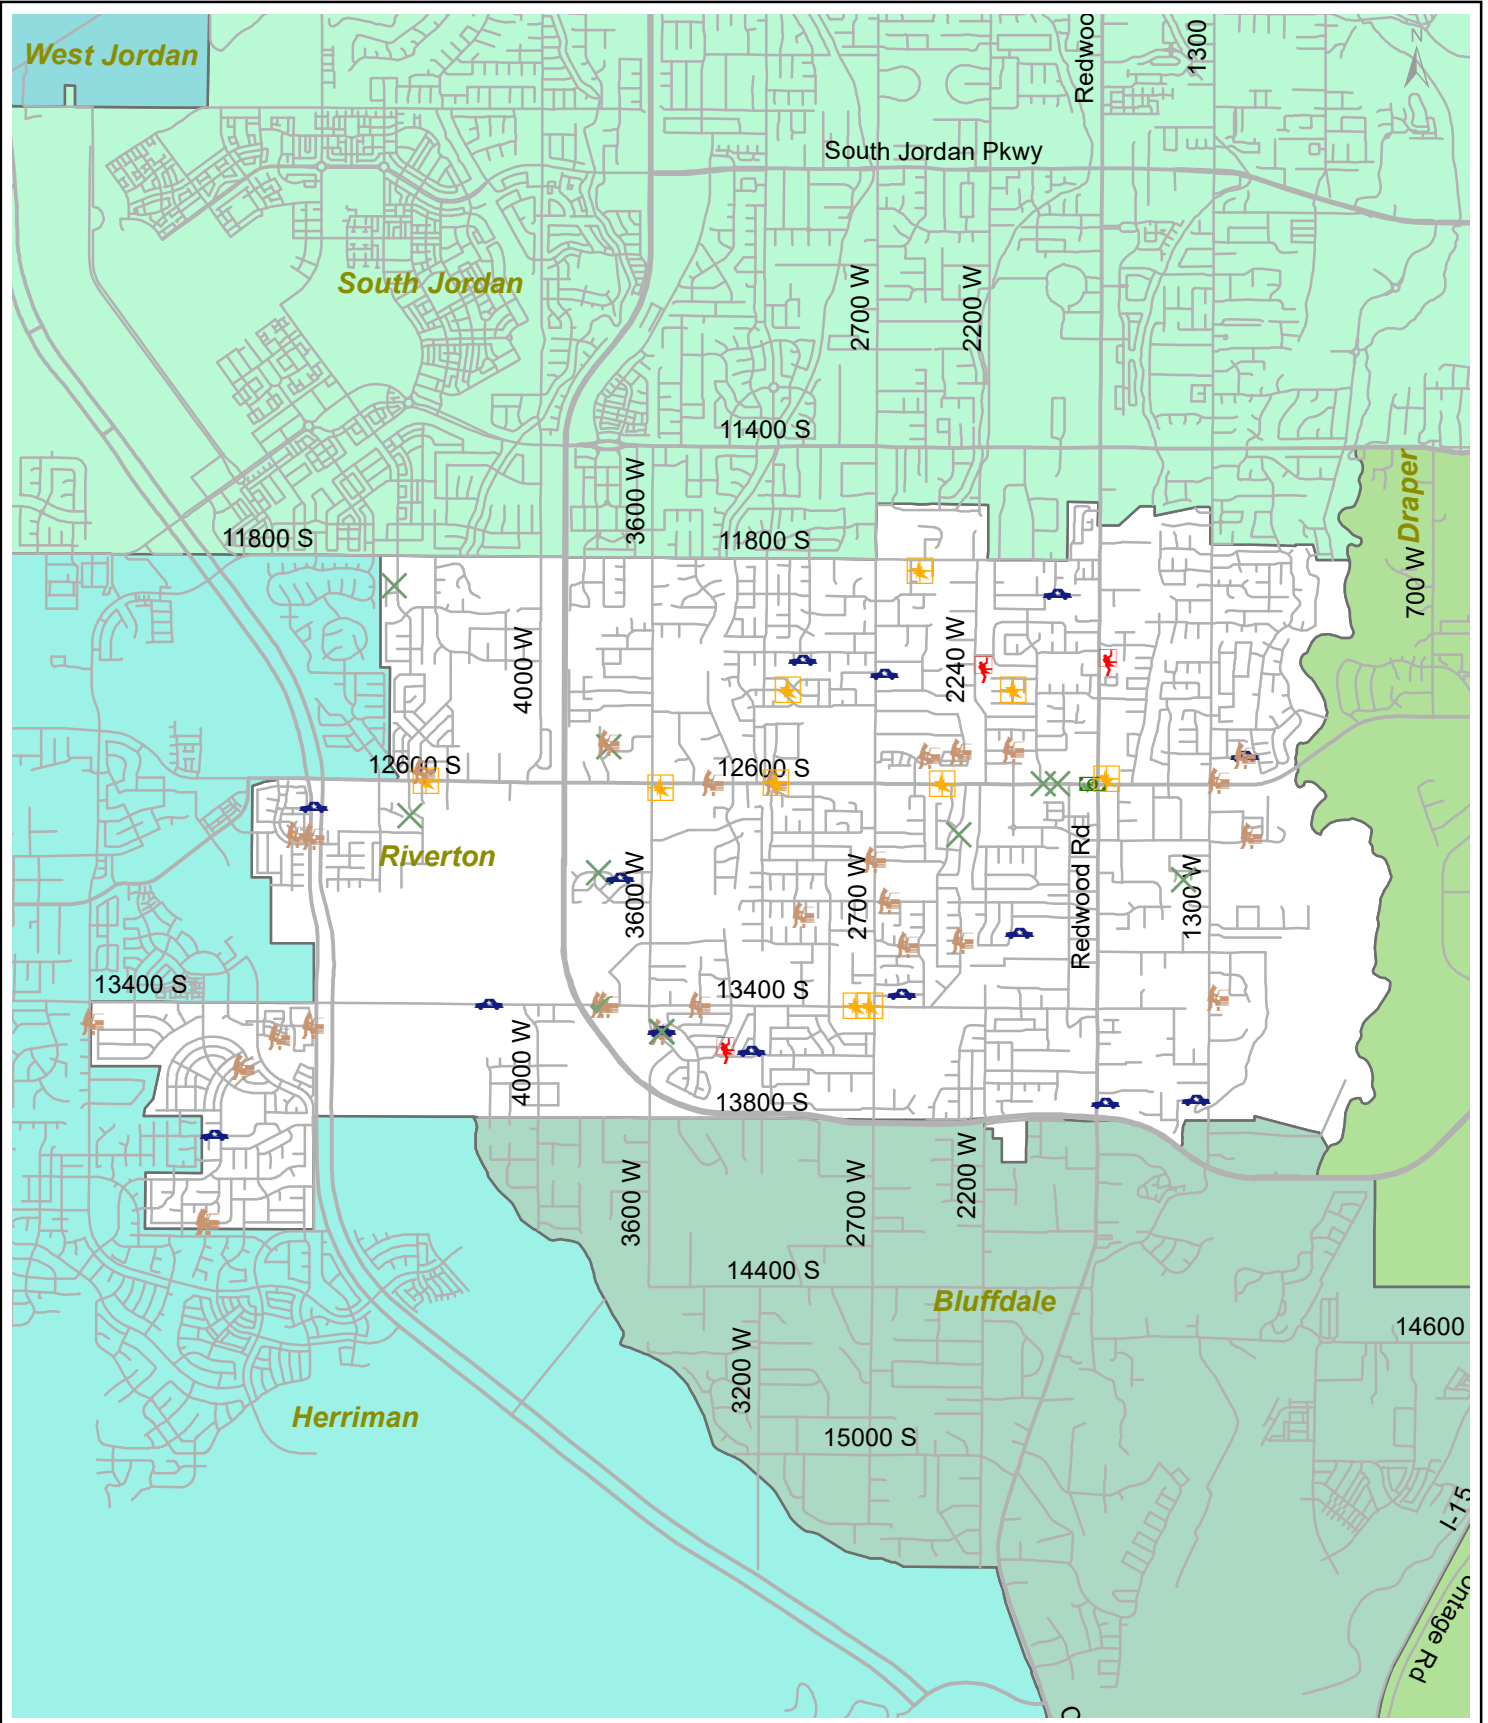 West Jordan
Redwoo
1300
N
South Jordan Pkwy
South Jordan
2700 W
2200 W
11400 S
Draper
3600 W
11800 S
11800 S
700 W
4000 W
2240 W
12600 S
12600 S
Riverton
3600 W
2700 W
Redwood Rd
1300 W
13400 S
13400 S
4000 W
13800 S
3600 W
2700 W
2200 W
14400 S
Bluffdale
14600
3200 W
Herriman
15000 S
I-15
ontage Rd